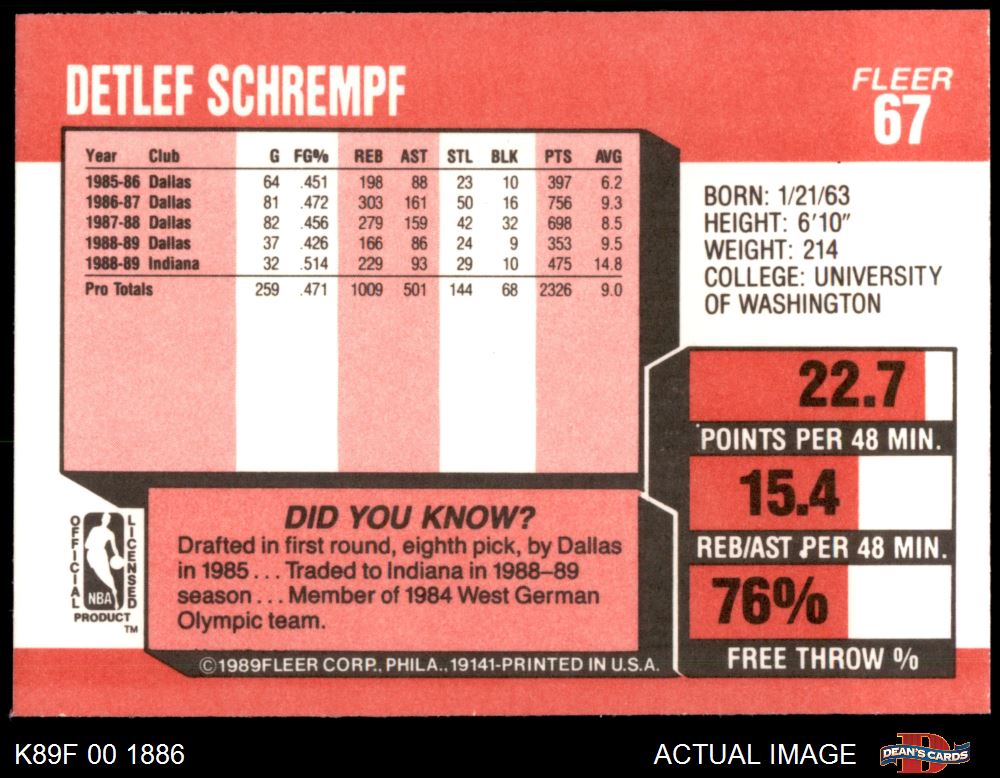 DETLEF SCHREMPF
FLEER
67
Year Club G FG% REB AST STL BLK PTS AVG
1985-86 Dallas 64 .451 198 88 23 10 397 6.2
1986-87 Dallas 81 .472 303 161 50 16 756 9.3
1987-88 Dallas 82 .456 279 159 42 32 698 8.5
1988-89 Dallas 37 .426 166 86 24 9 353 9.5
1988-89 Indiana 32 .514 229 93 29 10 475 14.8
Pro Totals 259 .471 1009 501 144 68 2326 9.0
BORN: 1/21/63
HEIGHT: 6'10"
WEIGHT: 214
COLLEGE: UNIVERSITY
OF WASHINGTON
22.7
POINTS PER 48 MIN.
15.4
REB/AST PER 48 MIN.
76%
FREE THROW %
DID YOU KNOW?
Drafted in first round, eighth pick, by Dallas
in 1985 . . . Traded to Indiana in 1988–89
season . . . Member of 1984 West German
Olympic team.
OFFICIAL
LICENSED
NBA
PRODUCT
TM
©1989FLEER CORP., PHILA., 19141-PRINTED IN U.S.A.
K89F 00 1886
ACTUAL IMAGE
D
DEAN'S CARDS